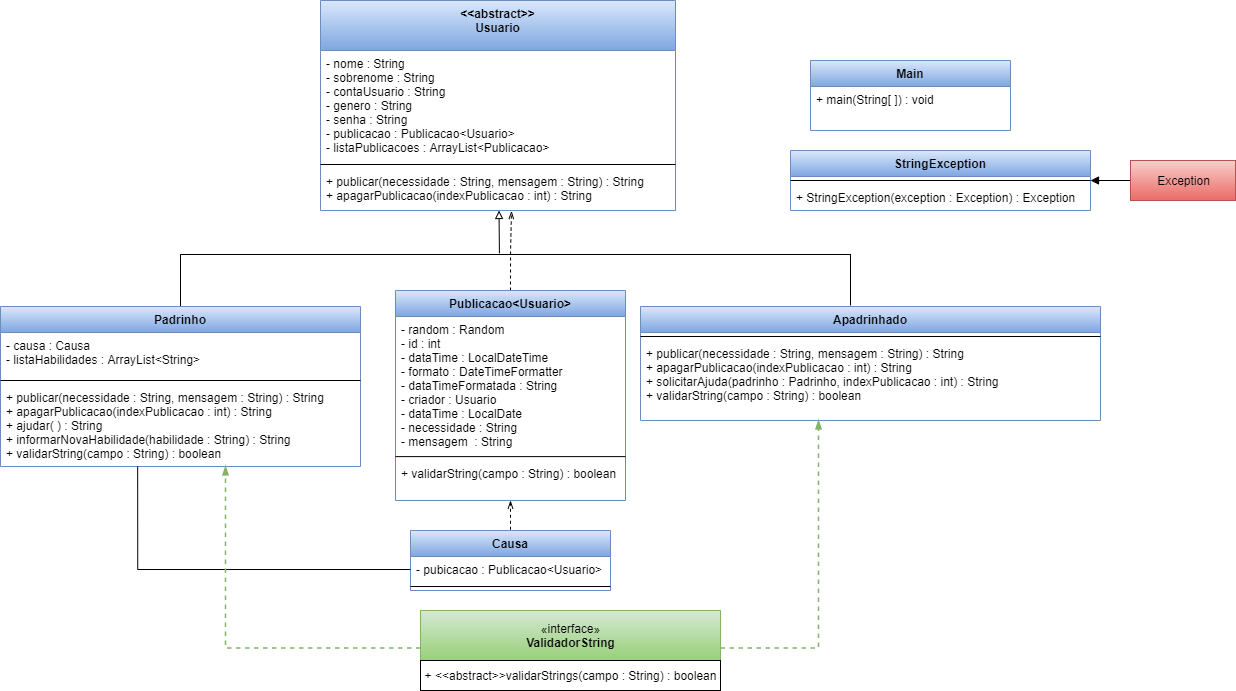 <<abstract>>
Usuario
- nome : String
- sobrenome : String
- contaUsuario : String
- genero : String
- senha : String
- publicacao : Publicacao<Usuario>
- listaPublicacoes : ArrayList<Publicacao>
+ publicar(necessidade : String, mensagem : String) : String
+ apagarPublicacao(indexPublicacao : int) : String
Main
+ main(String[ ]) : void
StringException
+ StringException(exception : Exception) : Exception
Exception
Padrinho
- causa : Causa
- listaHabilidades : ArrayList<String>
+ publicar(necessidade : String, mensagem : String) : String
+ apagarPublicacao(indexPublicacao : int) : String
+ ajudar( ) : String
+ informarNovaHabilidade(habilidade : String) : String
+ validarString(campo : String) : boolean
Publicacao<Usuario>
- random : Random
- id : int
- dataTime : LocalDateTime
- formato : DateTimeFormatter
- dataTimeFormatada : String
- criador : Usuario
- dataTime : LocalDate
- necessidade : String
- mensagem : String
+ validarString(campo : String) : boolean
Apadrinhado
+ publicar(necessidade : String, mensagem : String) : String
+ apagarPublicacao(indexPublicacao : int) : String
+ solicitarAjuda(padrinho : Padrinho, indexPublicacao : int) : String
+ validarString(campo : String) : boolean
Causa
- pubicacao : Publicacao<Usuario>
«interface»
ValidadorString
+ <<abstract>>validarStrings(campo : String) : boolean